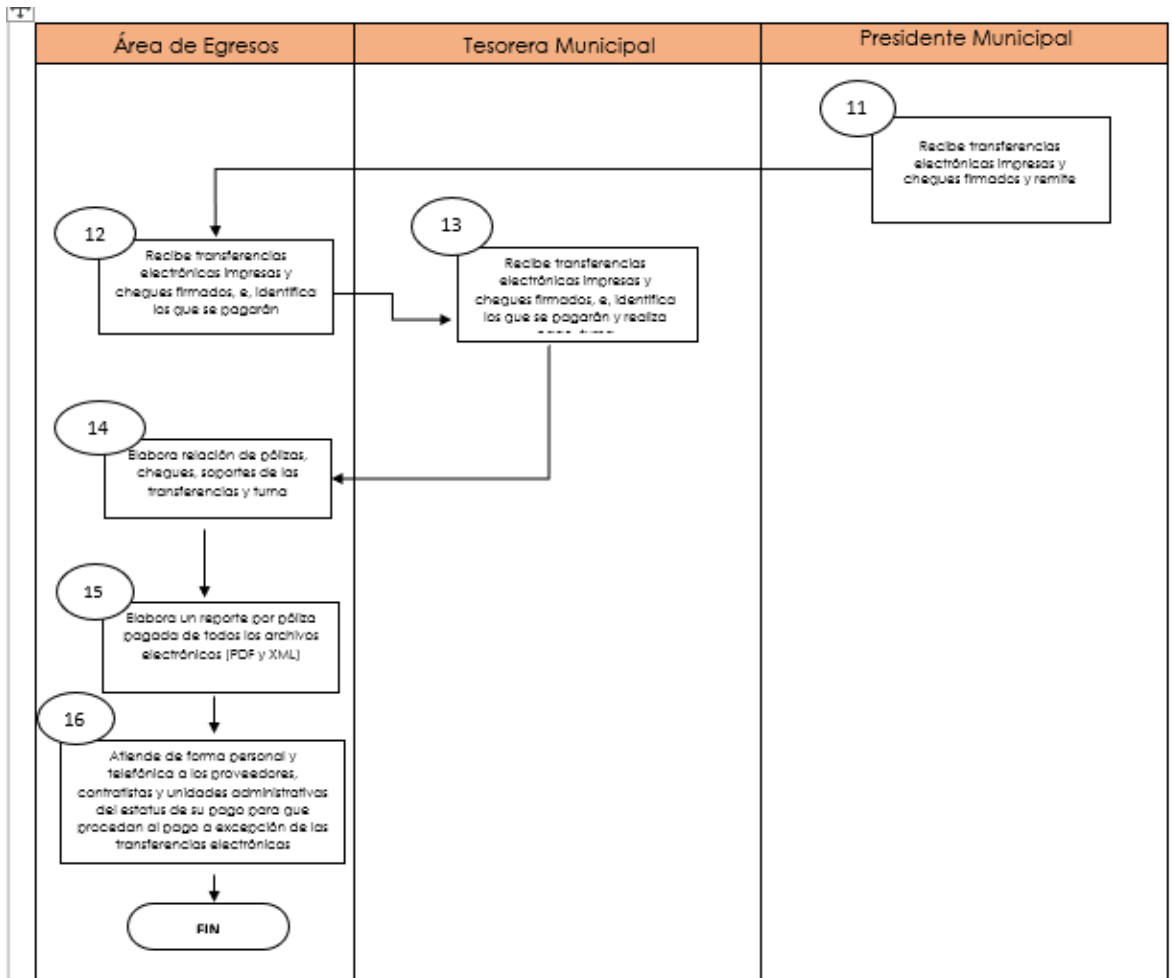 Área de Egresos
Tesorera Municipal
Presidente Municipal
11
Recibe transferencias
electrónicas impresas y
cheques firmados y remite
12
Recibe transferencias
electrónicas impresas y
cheques firmados, e, identifica
los que se pagarán
13
Recibe transferencias
electrónicas impresas y
cheques firmados, e, identifica
los que se pagarán y realiza
14
Elabora relación de pólizas,
cheques, soportes de las
transferencias y turna
15
Elabora un reporte por póliza
pagada de todos los archivos
electrónicos (PDF y XML)
16
Atiende de forma personal y
telefónica a los proveedores,
contratistas y unidades administrativas
del estatus de su pago para que
procedan al pago a excepción de las
transferencias electrónicas
FIN